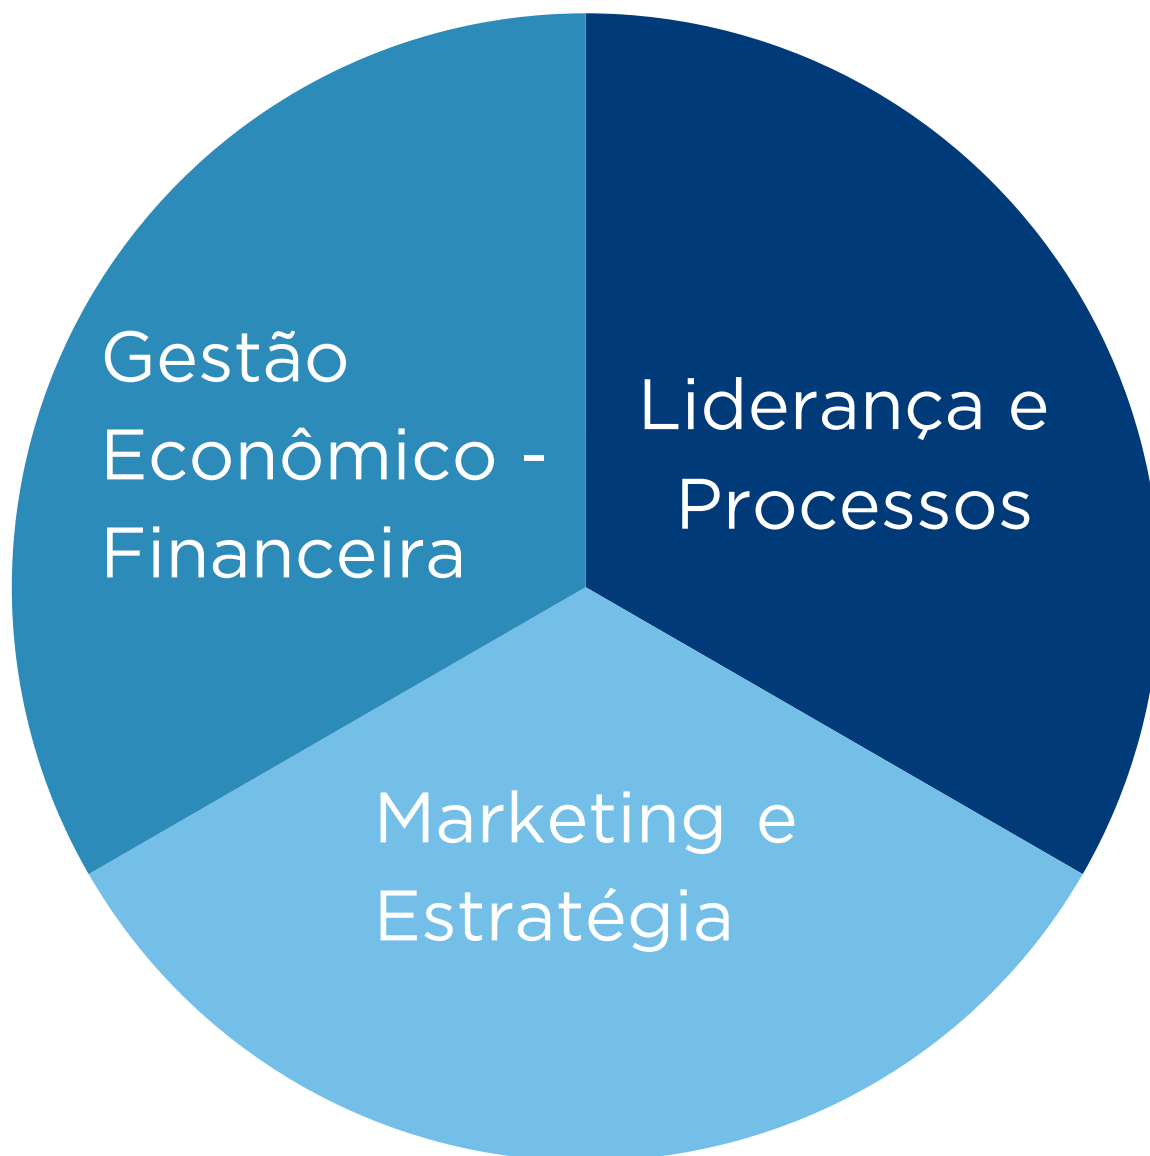 Gestão
Econômico -
Financeira
Liderança e
Processos
Marketing e
Estratégia